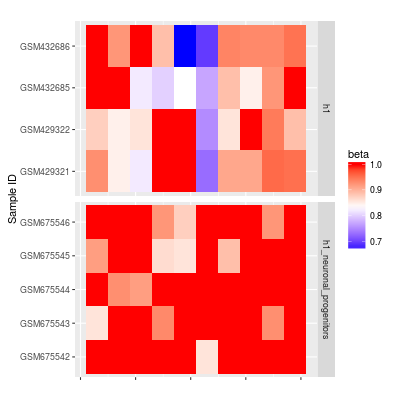 Sample ID
GSM432686
GSM432685
GSM429322
GSM429321
h1
GSM675546
GSM675545
GSM675544
GSM675543
GSM675542
h1_neuronal_progenitors
beta
1.0
0.9
0.8
0.7